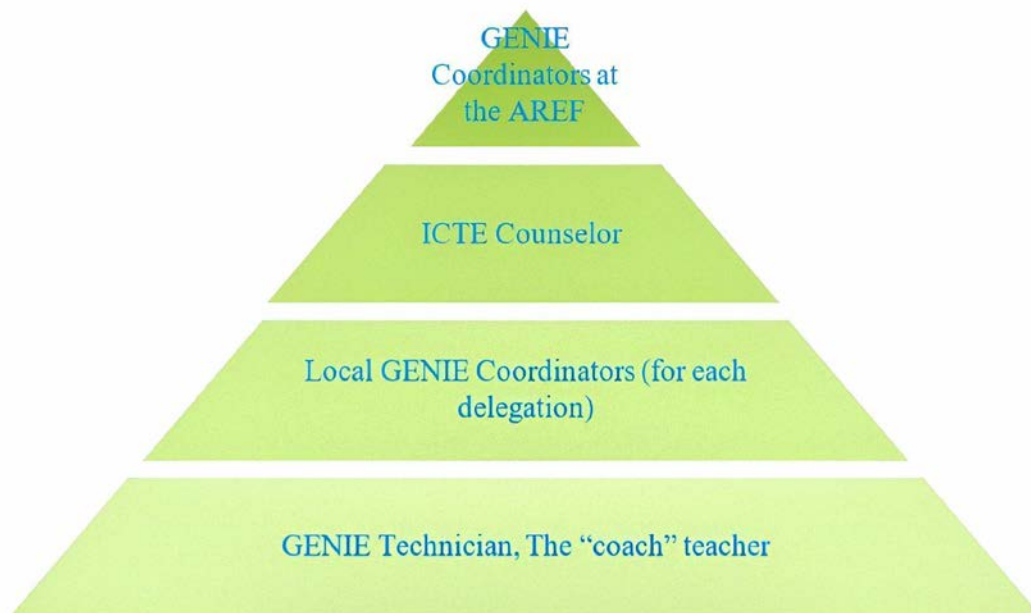 GENIE
Coordinators at
the AREF
ICTE Counselor
Local GENIE Coordinators (for each
delegation)
GENIE Technician, The “coach” teacher